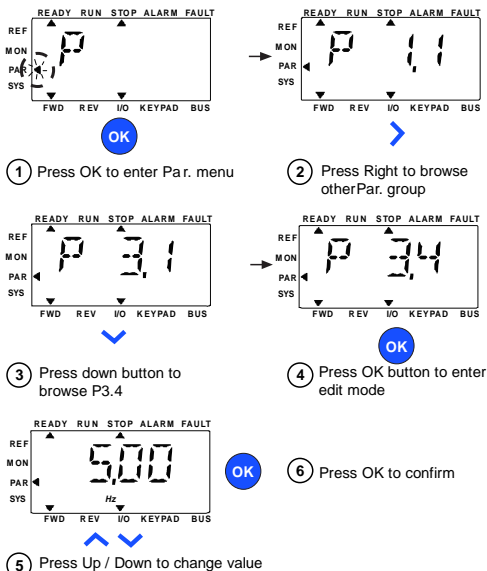 READY RUN STOP ALARM FAULT
REF
MON
PAR
SYS
P
FWD REV I/O KEYPAD BUS
OK
1 Press OK to enter Par. menu
READY RUN STOP ALARM FAULT
REF
MON
PAR
SYS
P 1,1
FWD REV I/O KEYPAD BUS
2 Press Right to browse
otherPar. group
READY RUN STOP ALARM FAULT
REF
MON
PAR
SYS
P 3,1
FWD REV I/O KEYPAD BUS
3 Press down button to
browse P3.4
READY RUN STOP ALARM FAULT
REF
MON
PAR
SYS
P 3,4
FWD REV I/O KEYPAD BUS
OK
4 Press OK button to enter
edit mode
READY RUN STOP ALARM FAULT
REF
MON
PAR
SYS
5,00
Hz
FWD REV I/O KEYPAD BUS
5 Press Up / Down to change value
OK
6 Press OK to confirm